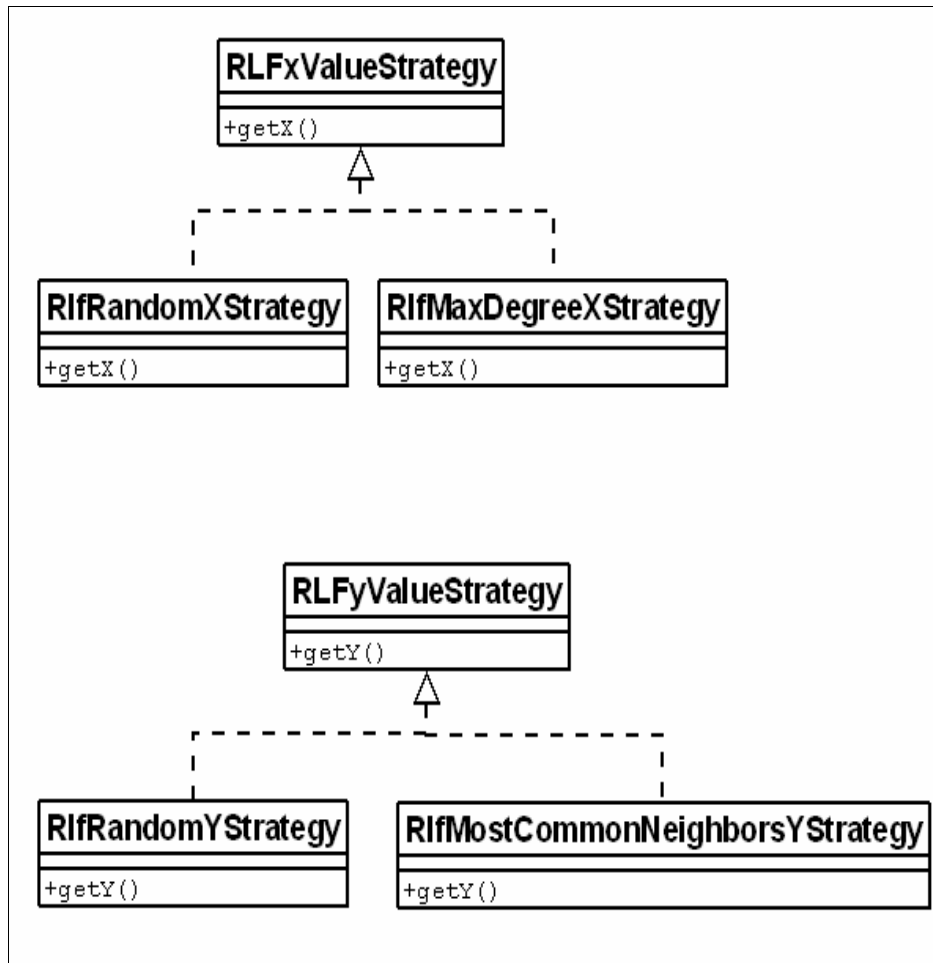 RLFxValueStrategy
+getX()
RlfRandomXStrategy
+getX()
RlfMaxDegreeXStrategy
+getX()
RLFyValueStrategy
+getY()
RlfRandomYStrategy
+getY()
RlfMostCommonNeighborsYStrategy
+getY()